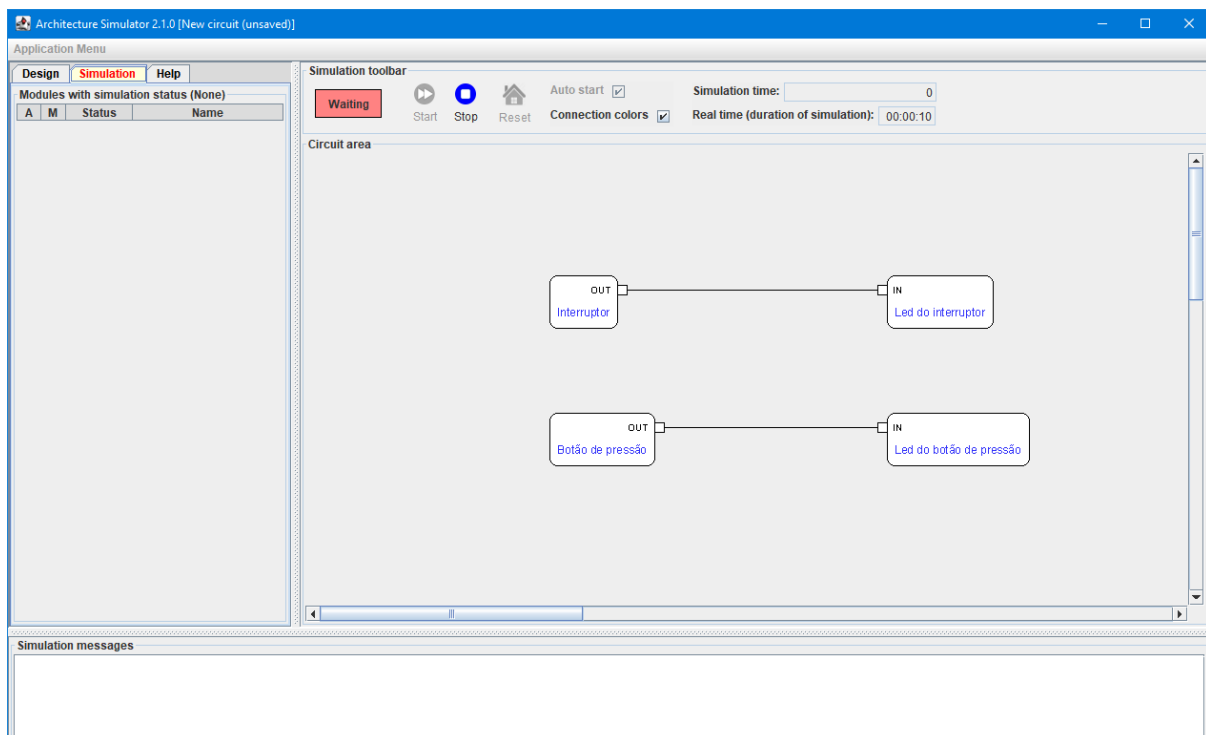 Architecture Simulator 2.1.0 [New circuit (unsaved)]
Application Menu
Design Simulation Help
Modules with simulation status (None)
A M Status Name
Simulation toolbar
Waiting
Start Stop Reset
Auto start
Connection colors
Simulation time: 0
Real time (duration of simulation): 00:00:10
Circuit area
OUT
Interruptor
IN
Led do interruptor
OUT
Botão de pressão
IN
Led do botão de pressão
Simulation messages